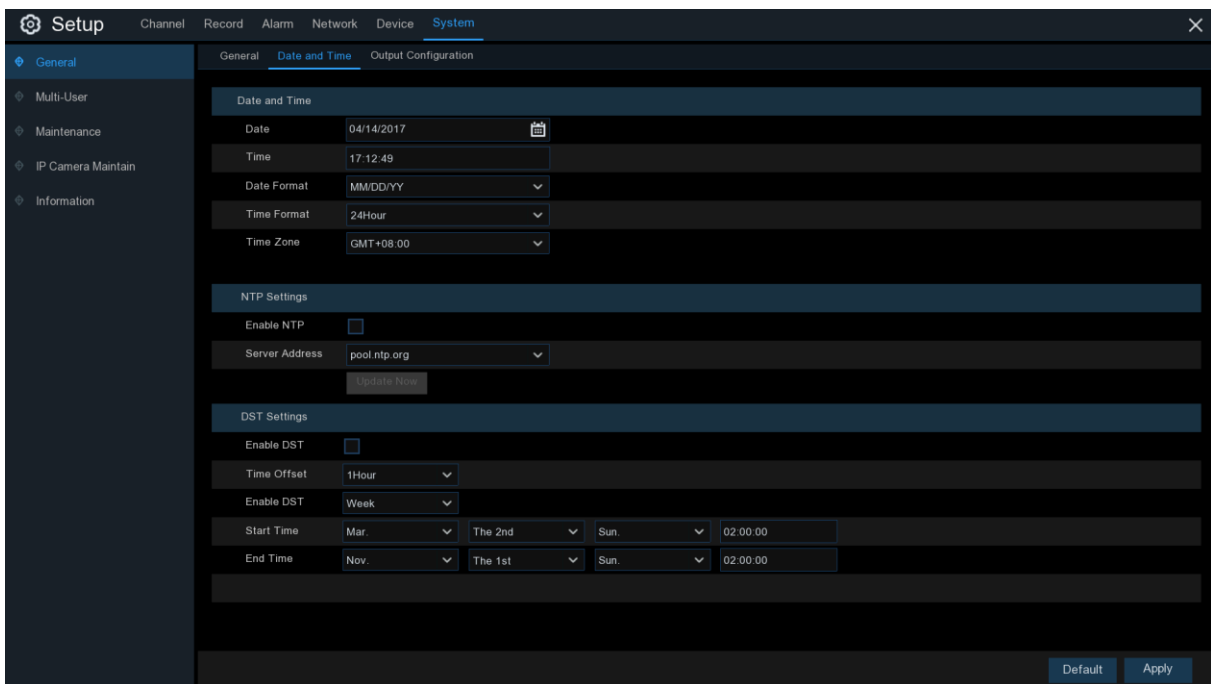 Setup Channel Record Alarm Network Device System
General Date and Time Output Configuration
General
Multi-User
Maintenance
IP Camera Maintain
Information
Date and Time
Date 04/14/2017
Time 17:12:49
Date Format MM/DD/YY
Time Format 24Hour
Time Zone GMT+08:00
NTP Settings
Enable NTP
Server Address pool.ntp.org
Update Now
DST Settings
Enable DST
Time Offset 1Hour
Enable DST Week
Start Time Mar. The 2nd Sun. 02:00:00
End Time Nov. The 1st Sun. 02:00:00
Default Apply